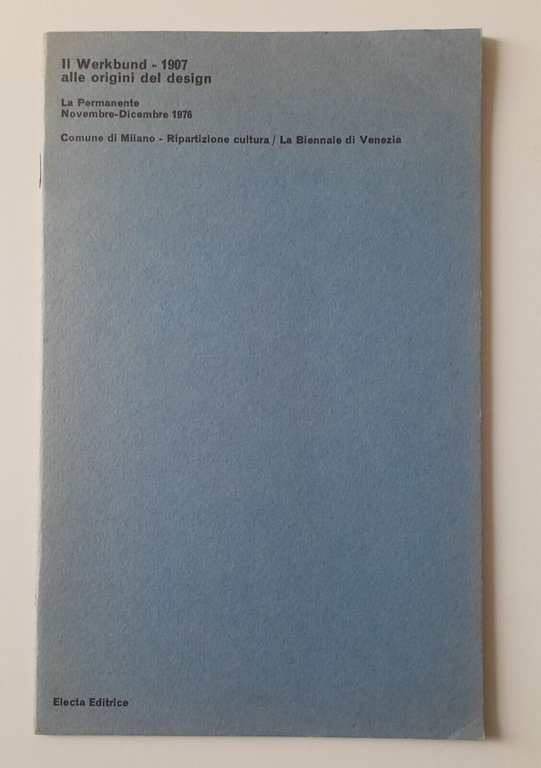 Il Werkbund - 1907
alle origini del design
La Permanente
Novembre-Dicembre 1976
Comune di Milano - Ripartizione cultura / La Biennale di Venezia
Electa Editrice